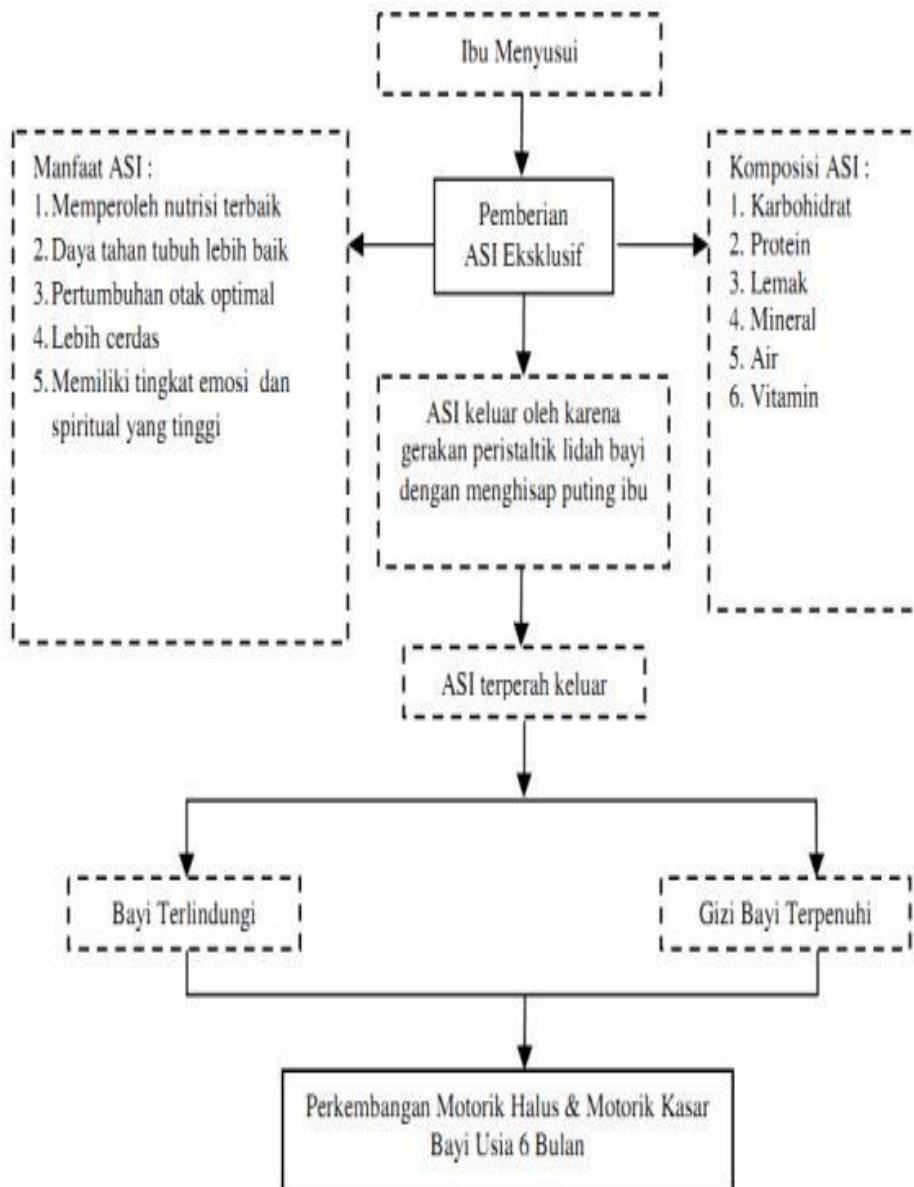 Ibu Menyusui
Manfaat ASI :
1. Memperoleh nutrisi terbaik
2. Daya tahan tubuh lebih baik
3. Pertumbuhan otak optimal
4. Lebih cerdas
5. Memiliki tingkat emosi dan
spiritual yang tinggi
Pemberian
ASI Eksklusif
Komposisi ASI :
1. Karbohidrat
2. Protein
3. Lemak
4. Mineral
5. Air
6. Vitamin
ASI keluar oleh karena
gerakan peristaltik lidah bayi
dengan menghisap puting ibu
ASI terperah keluar
Bayi Terlindungi
Gizi Bayi Terpenuhi
Perkembangan Motorik Halus & Motorik Kasar
Bayi Usia 6 Bulan